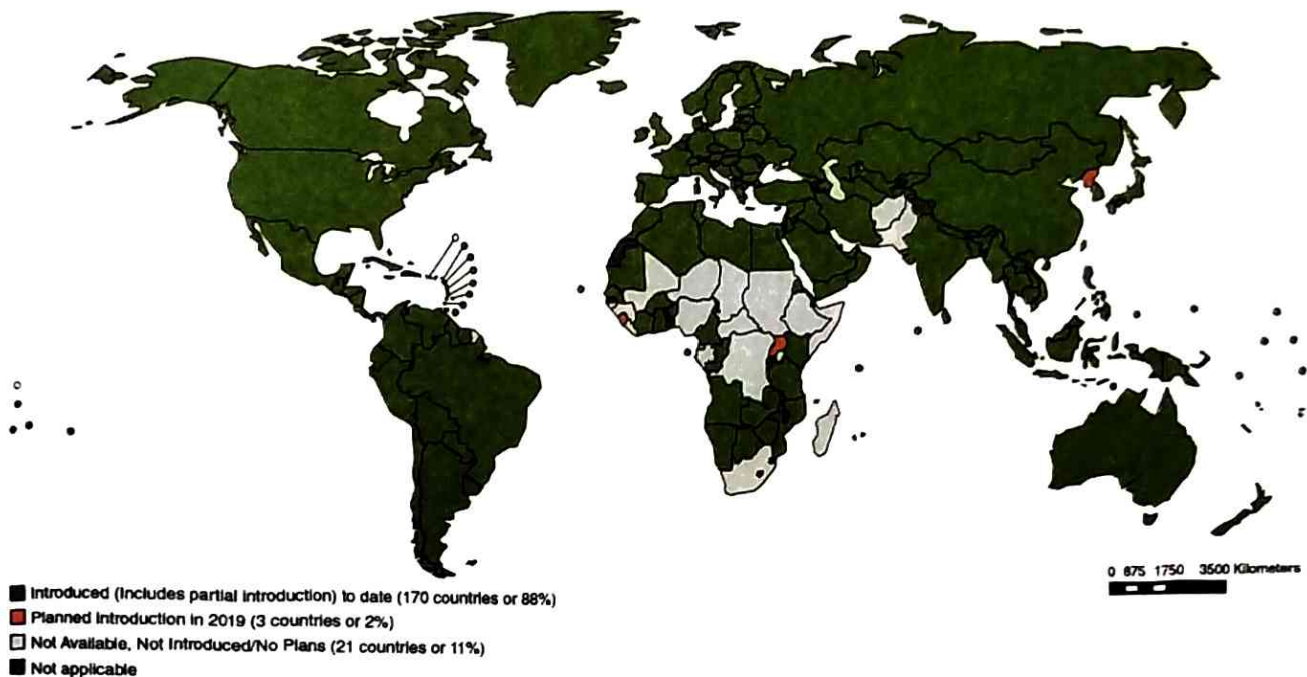 0 875 1750 3500 Kilometers
Introduced (Includes partial introduction) to date (170 countries or 88%)
Planned Introduction in 2019 (3 countries or 2%)
Not Available, Not Introduced/No Plans (21 countries or 11%)
Not applicable